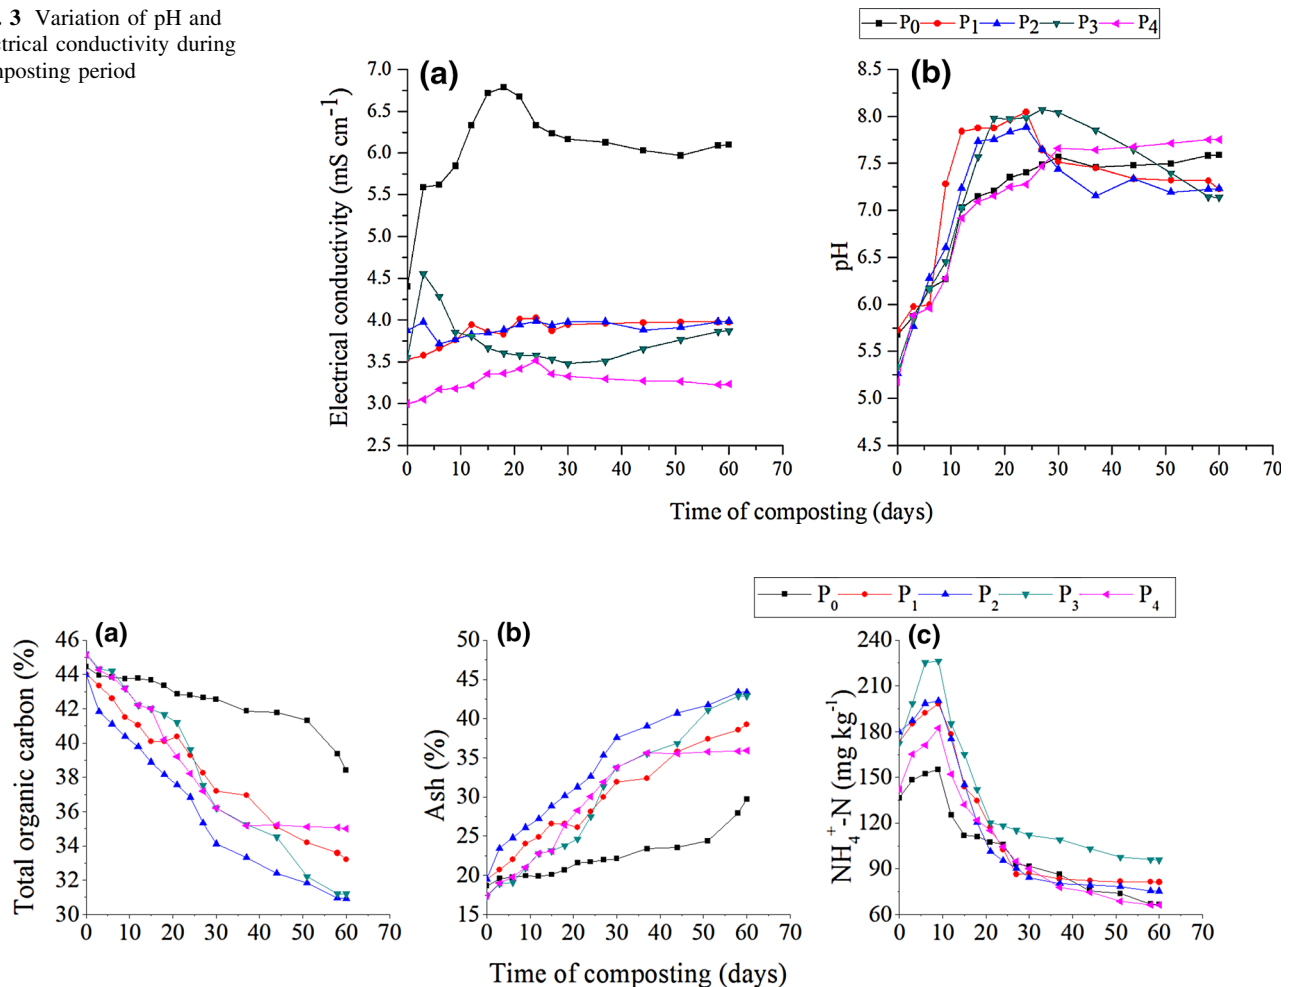 . 3 Variation of pH and
ctrical conductivity during
nposting period
P0 P1 P2 P3 P4
(a)
7.0
6.5
6.0
5.5
5.0
4.5
4.0
3.5
3.0
2.5
Electrical conductivity (mS cm-1)
0 10 20 30 40 50 60 70
(b)
8.5
8.0
7.5
7.0
6.5
6.0
5.5
5.0
4.5
pH
0 10 20 30 40 50 60 70
Time of composting (days)
P0 P1 P2 P3 P4
(a)
46
44
42
40
38
36
34
32
30
Total organic carbon (%)
0 10 20 30 40 50 60 70
(b)
50
45
40
35
30
25
20
15
Ash (%)
0 10 20 30 40 50 60 70
(c)
240
210
180
150
120
90
60
NH4+-N (mg kg-1)
0 10 20 30 40 50 60 70
Time of composting (days)